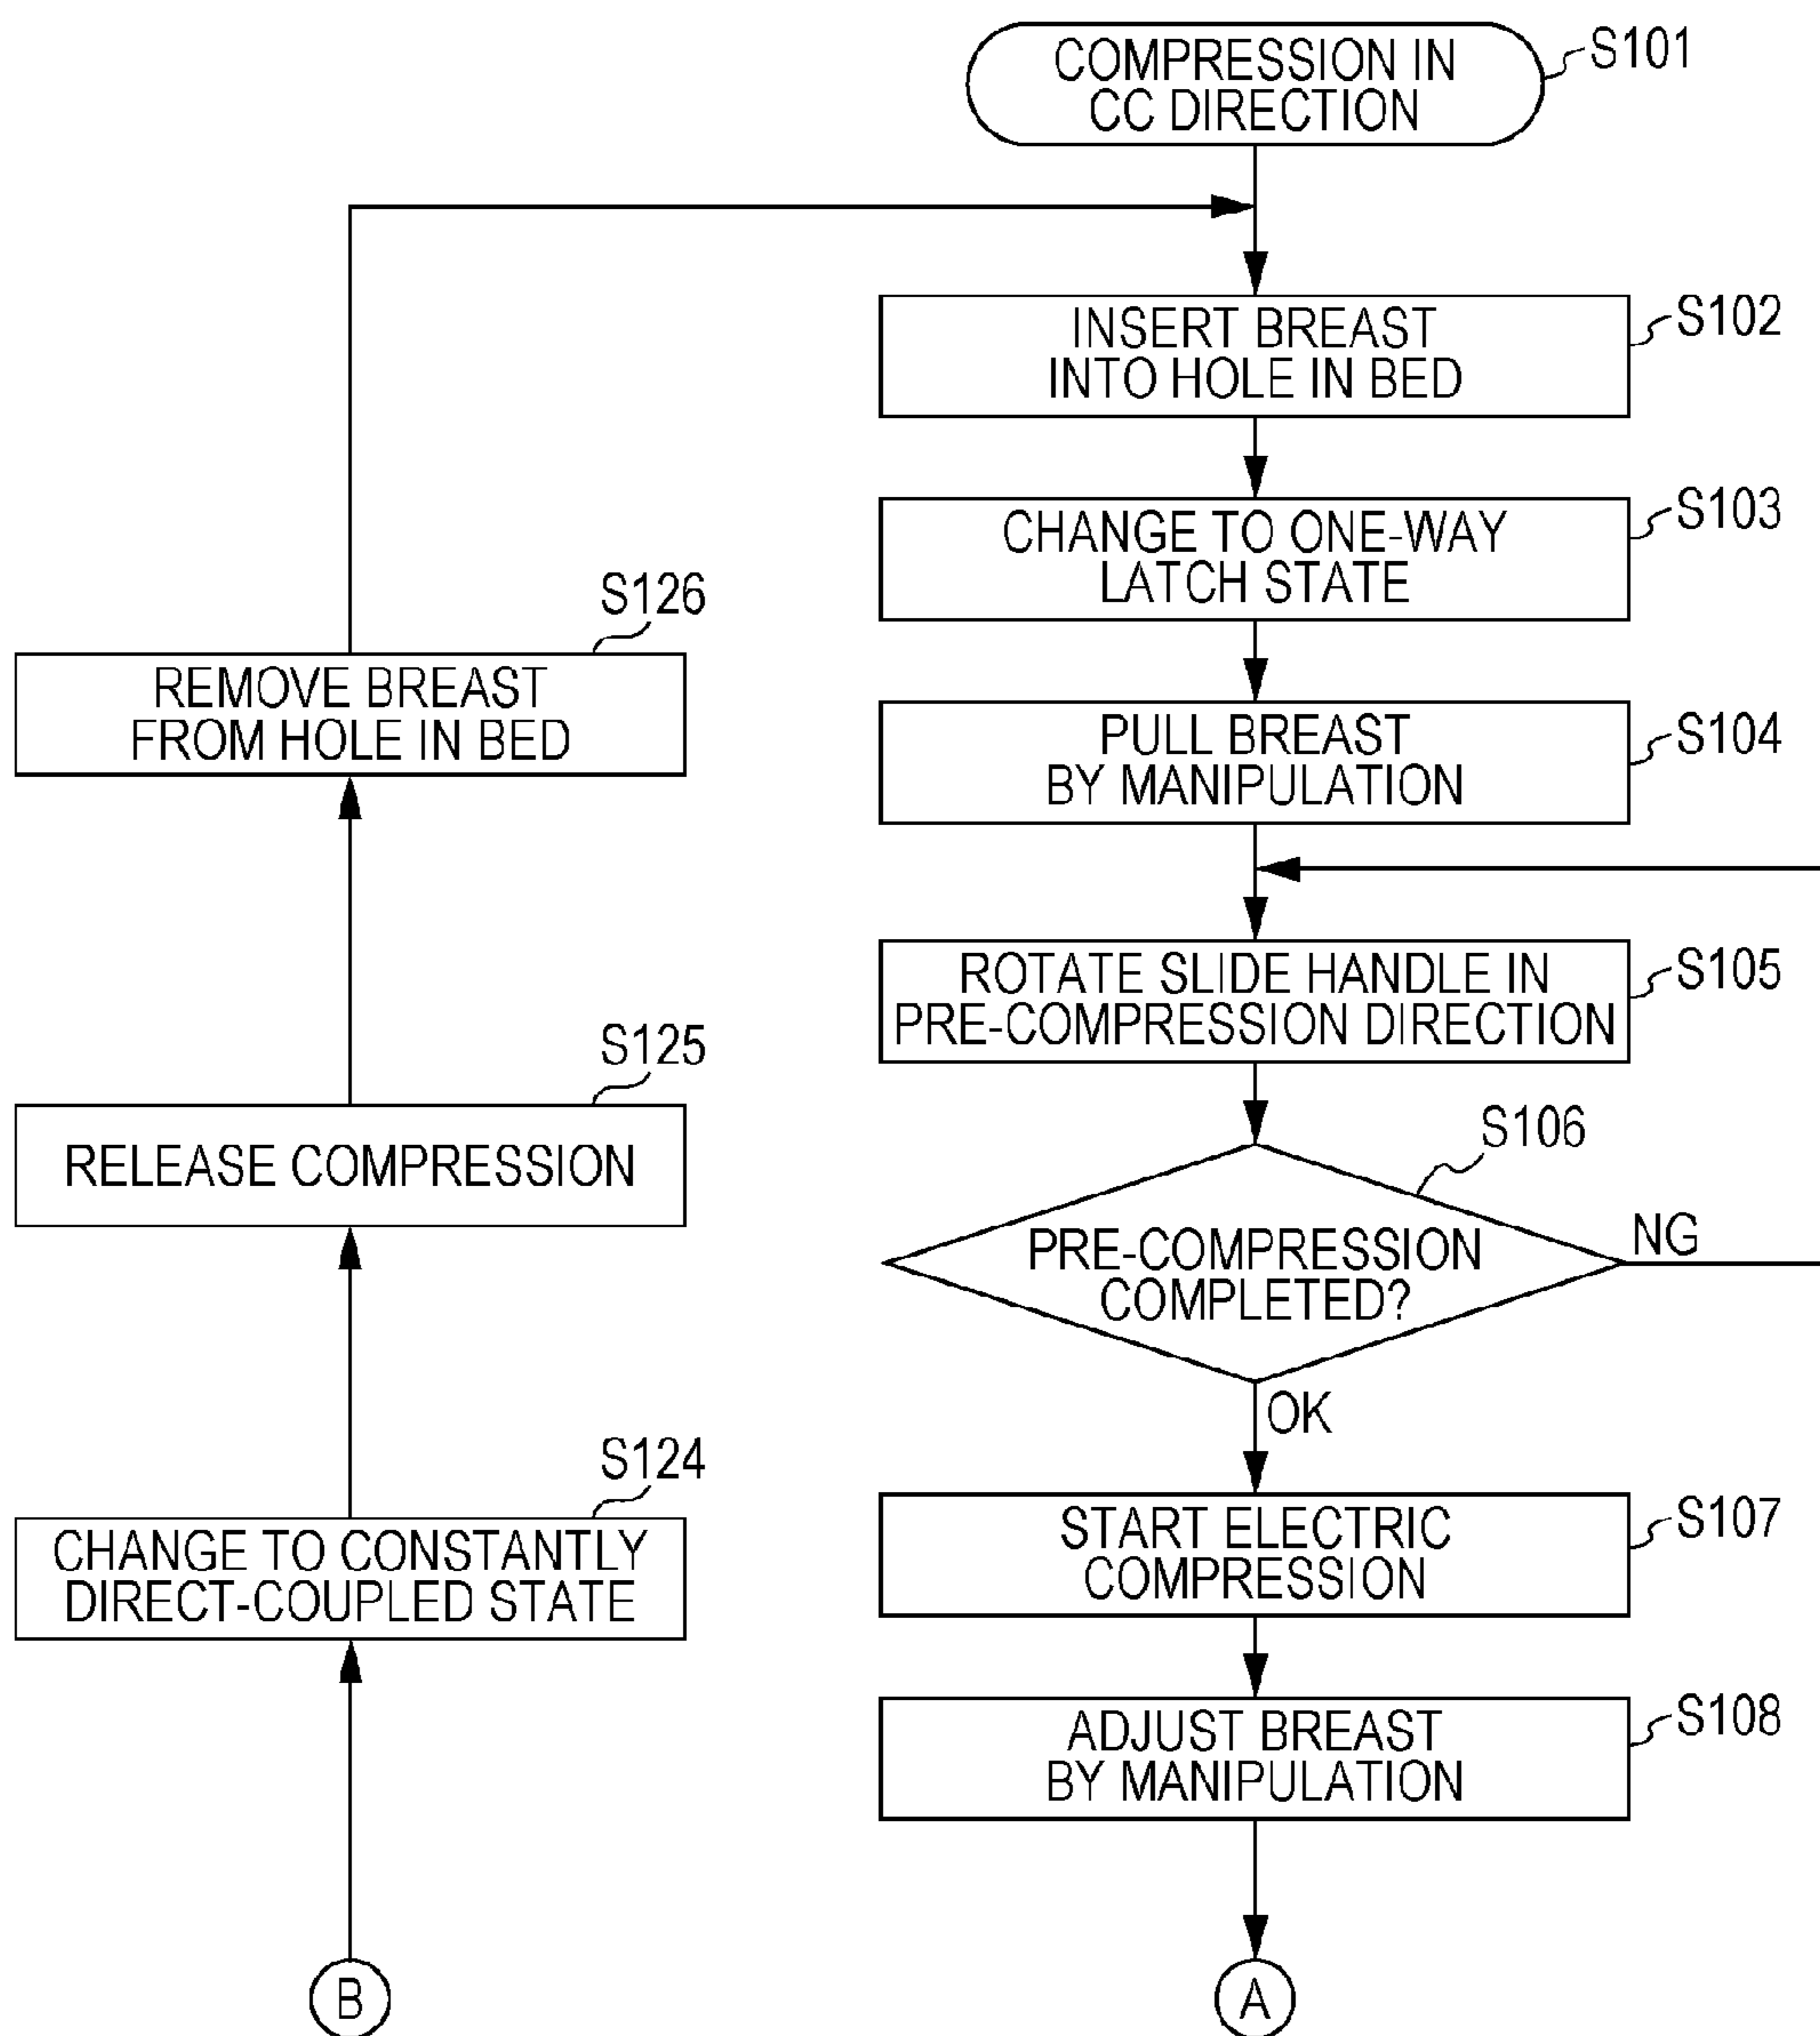 COMPRESSION IN
CC DIRECTION
S101
INSERT BREAST
INTO HOLE IN BED
S102
CHANGE TO ONE-WAY
LATCH STATE
S103
PULL BREAST
BY MANIPULATION
S104
ROTATE SLIDE HANDLE IN
PRE-COMPRESSION DIRECTION
S105
PRE-COMPRESSION
COMPLETED?
S106
NG
OK
START ELECTRIC
COMPRESSION
S107
ADJUST BREAST
BY MANIPULATION
S108
A
S126
REMOVE BREAST
FROM HOLE IN BED
S125
RELEASE COMPRESSION
S124
CHANGE TO CONSTANTLY
DIRECT-COUPLED STATE
B